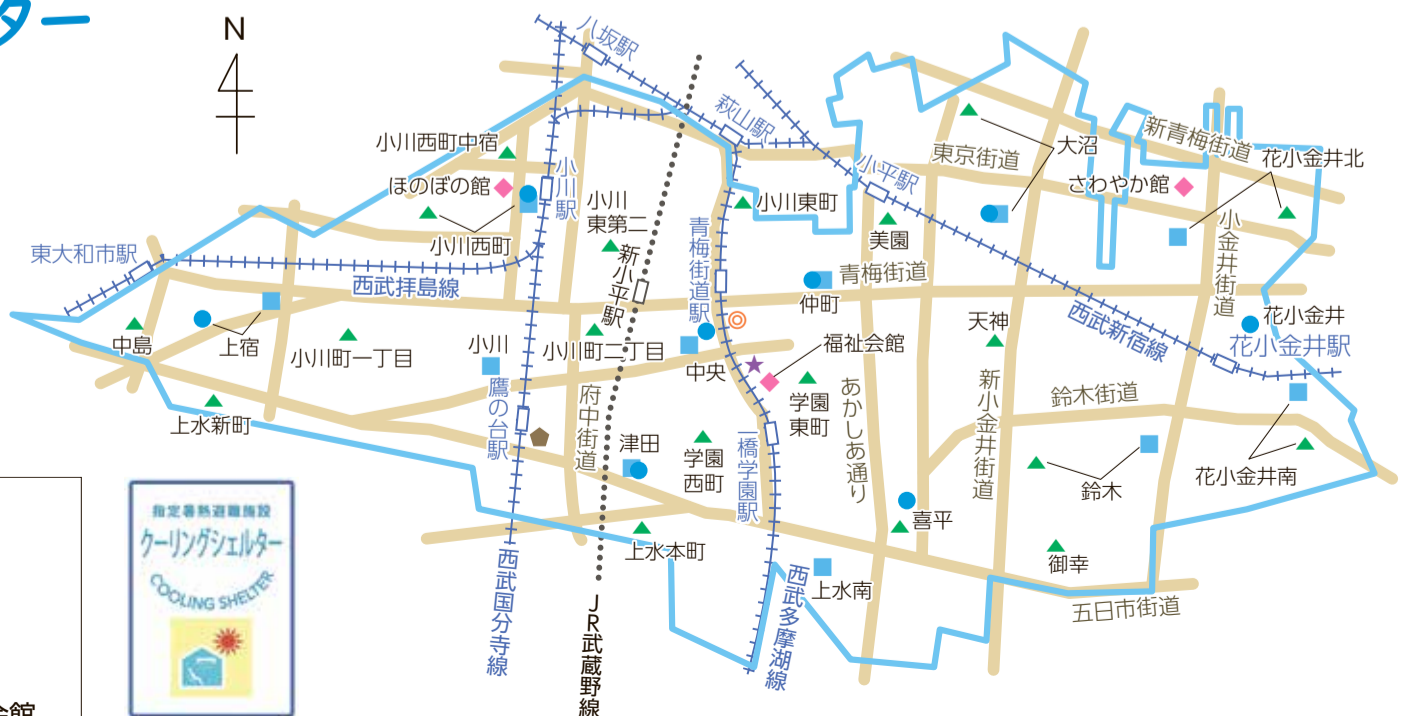 ター
N
八坂駅
萩山駅
小川西町中宿
小川駅
ほのぼの館
小川西町
小川
東第二
新小平駅
小川東町
青梅街道駅
小平駅
東京街道
大沼
新青梅街道
花小金井北
さわやか館
小金井街道
美園
青梅街道
仲町
東大和市駅
西武拝島線
中島
上宿
小川町一丁目
小川
小川町二丁目
中央
福祉会館
天神
西武新宿線
花小金井
花小金井駅
上水新町
鷹の台駅
府中街道
津田
学園
西町
学園
東町
一橋学園駅
あかしあ通り
新小金井街道
鈴木街道
鈴木
花小金井南
喜平
御幸
上水本町
上水南
五日市街道
西武国分寺線
JR武蔵野線
西武多摩湖線
指定暑熱避難施設
クーリングシェルター
COOLING SHELTER
会館